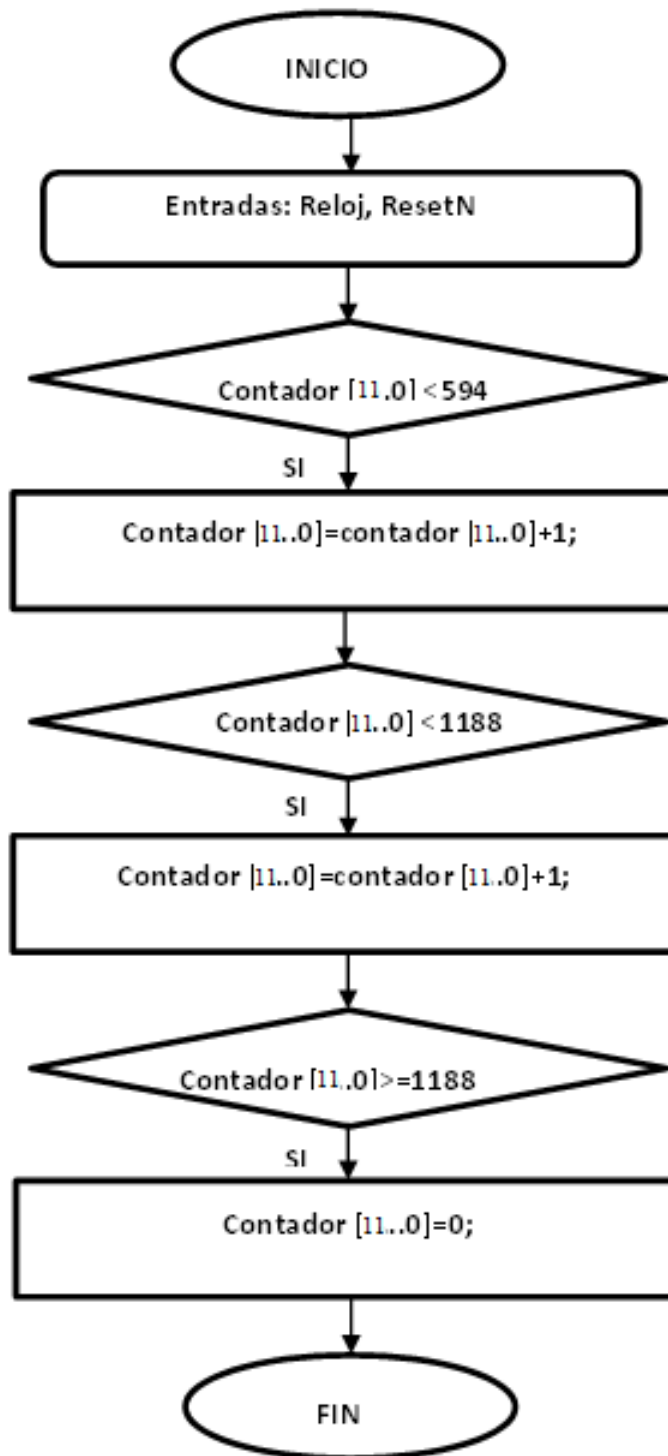 INICIO
Entradas: Reloj, ResetN
Contador [11.0] <594
SI
Contador |11..0]=contador |11..0]+1;
Contador |11..0] <1188
SI
Contador |11..0]=contador [11..0]+1;
Contador [11..0]>=1188
SI
Contador [11...0]=0;
FIN